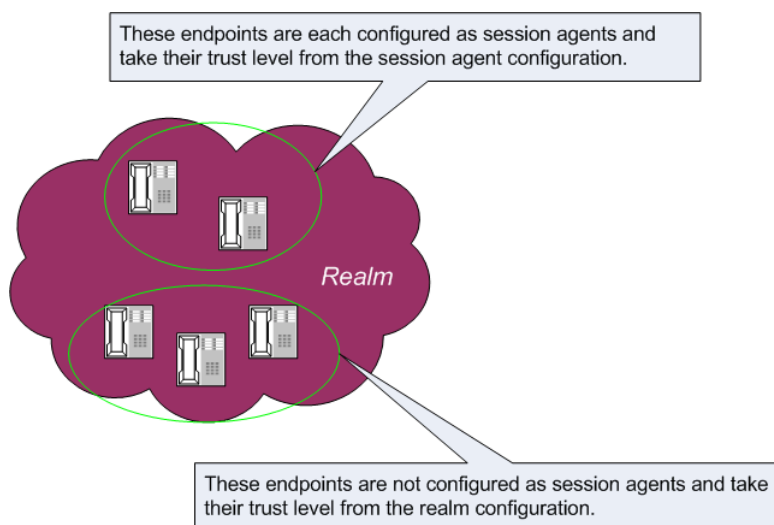 These endpoints are each configured as session agents and
take their trust level from the session agent configuration.
Realm
These endpoints are not configured as session agents and take
their trust level from the realm configuration.